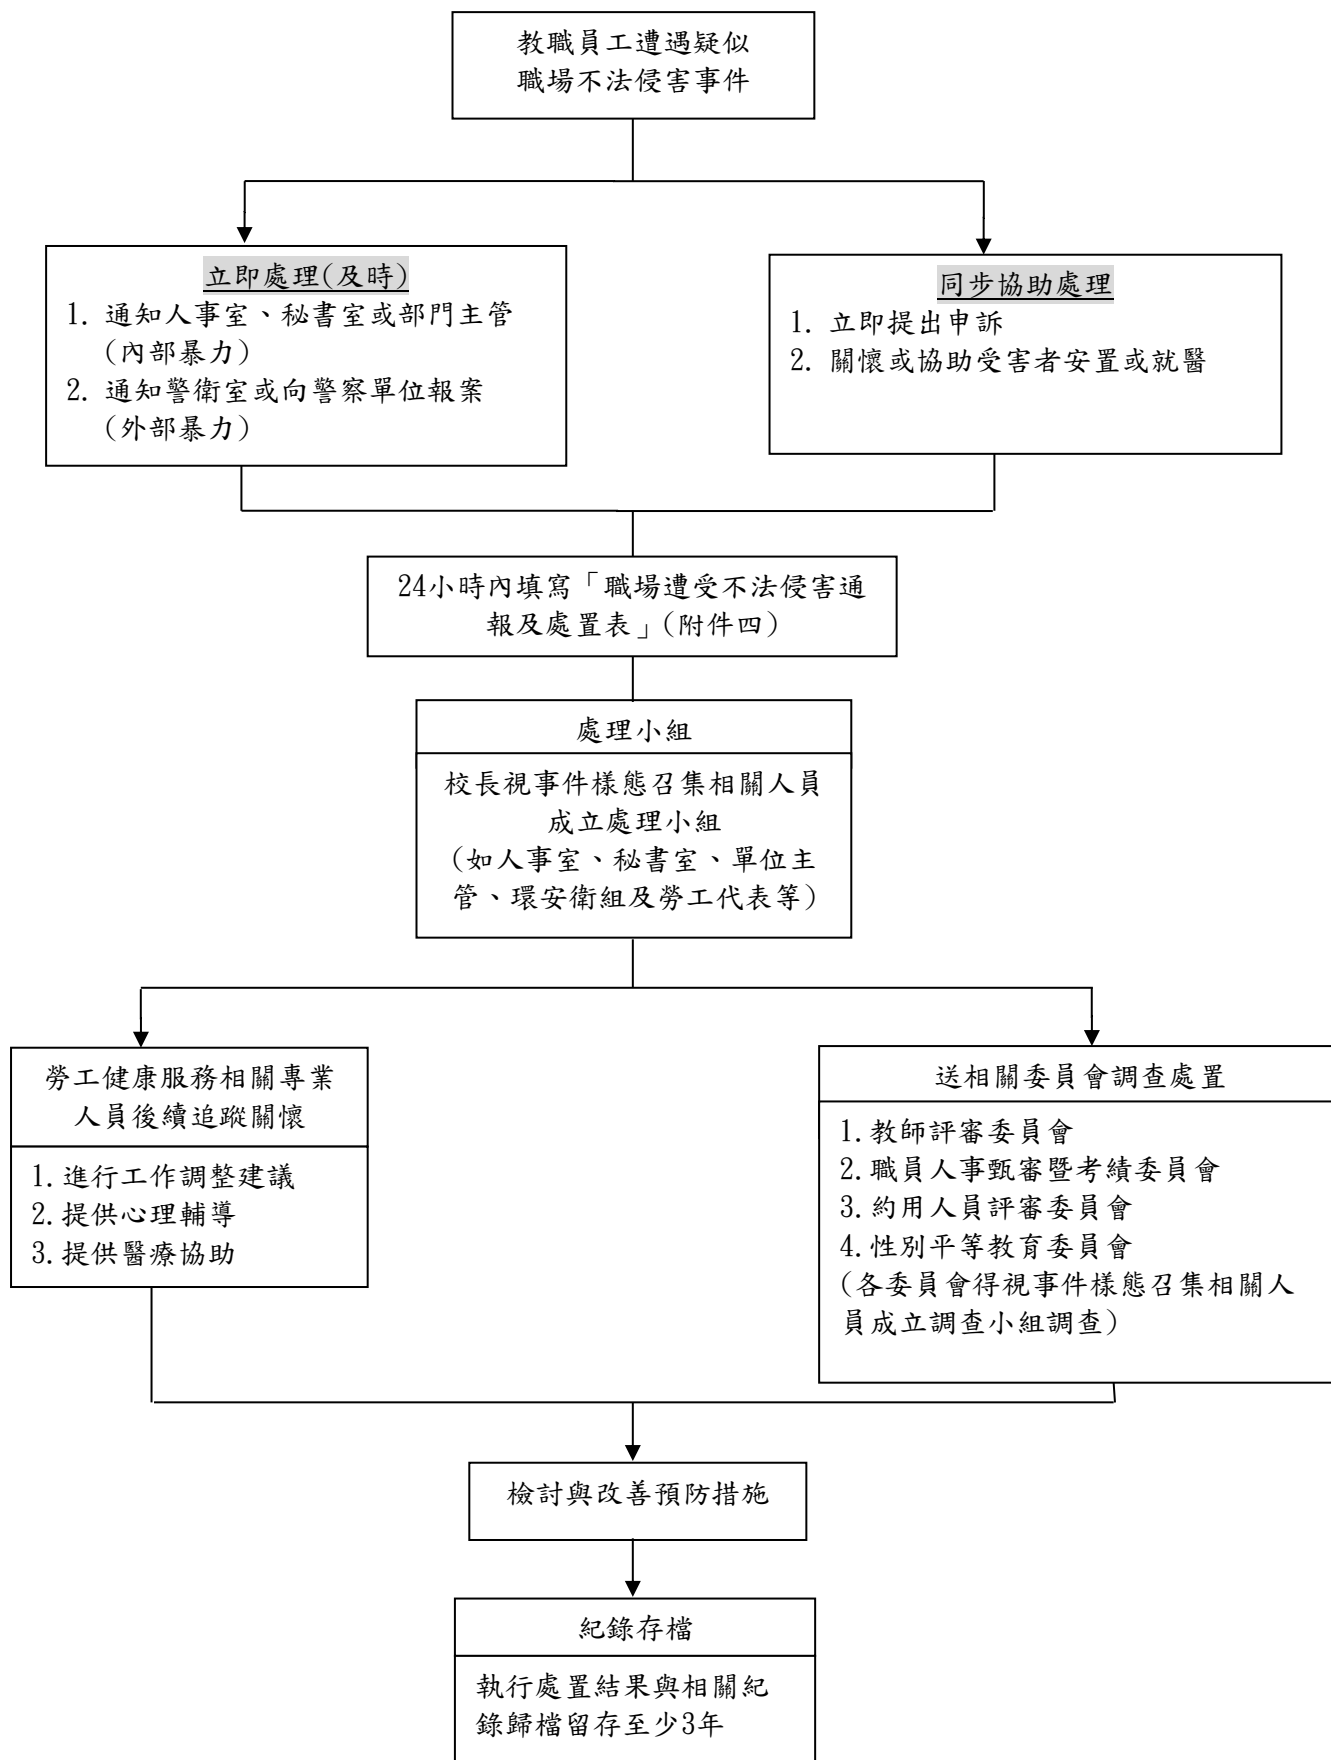 教職員工遭遇疑似
職場不法侵害事件
立即處理(及時)
1. 通知人事室、秘書室或部門主管
(內部暴力)
2. 通知警衛室或向警察單位報案
(外部暴力)
同步協助處理
1. 立即提出申訴
2. 關懷或協助受害者安置或就醫
24小時內填寫「職場遭受不法侵害通
報及處置表」(附件四)
處理小組
校長視事件樣態召集相關人員
成立處理小組
(如人事室、秘書室、單位主
管、環安衛組及勞工代表等)
勞工健康服務相關專業
人員後續追蹤關懷
1.進行工作調整建議
2.提供心理輔導
3.提供醫療協助
送相關委員會調查處置
1.教師評審委員會
2.職員人事甄審暨考績委員會
3.約用人員評審委員會
4.性別平等教育委員會
(各委員會得視事件樣態召集相關人
員成立調查小組調查)
檢討與改善預防措施
紀錄存檔
執行處置結果與相關紀
錄歸檔留存至少3年